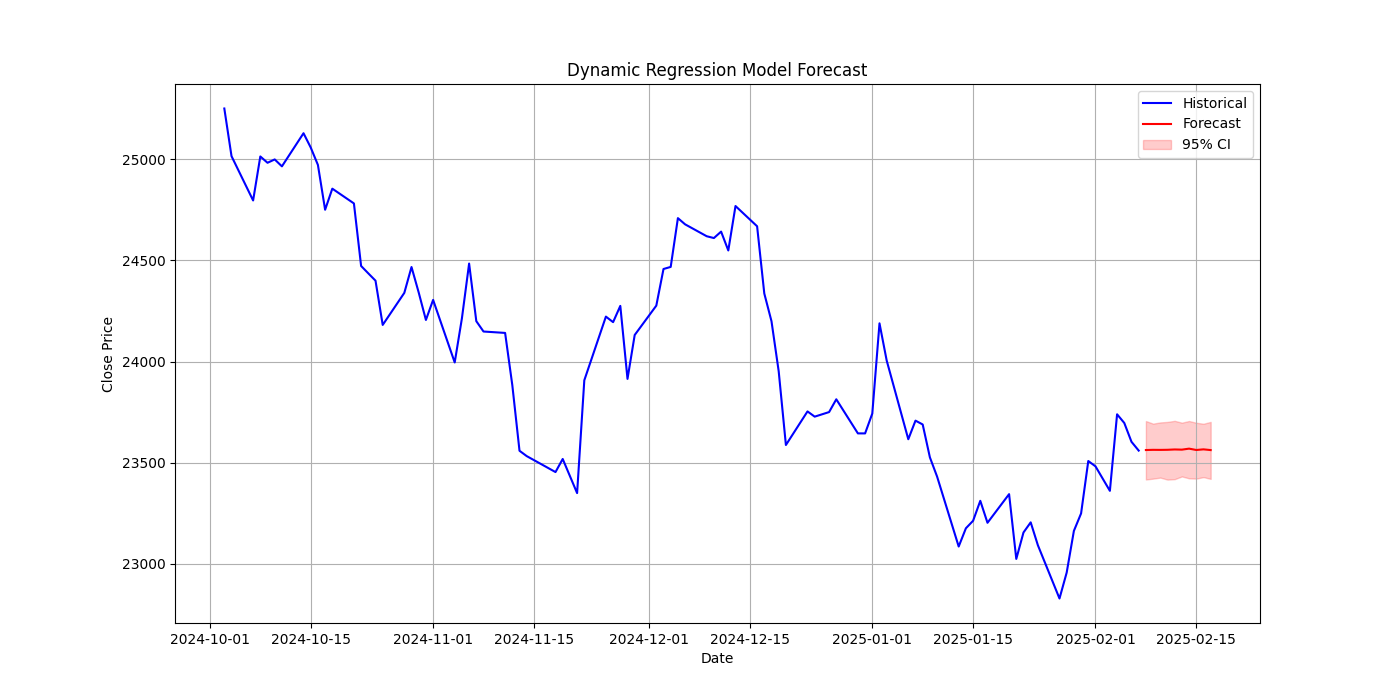 Dynamic Regression Model Forecast
Historical
Forecast
95% CI
25000
24500
24000
23500
23000
Close Price
2024-10-01
2024-10-15
2024-11-01
2024-11-15
2024-12-01
2024-12-15
2025-01-01
2025-01-15
2025-02-01
2025-02-15
Date